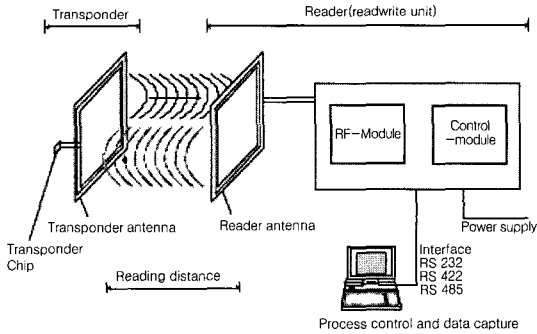 Transponder
Reader(readwrite unit)
RF-Module
Control
-module
Transponder antenna
Reader antenna
Power supply
Transponder
Chip
Interface
RS 232
RS 422
RS 485
Reading distance
Process control and data capture